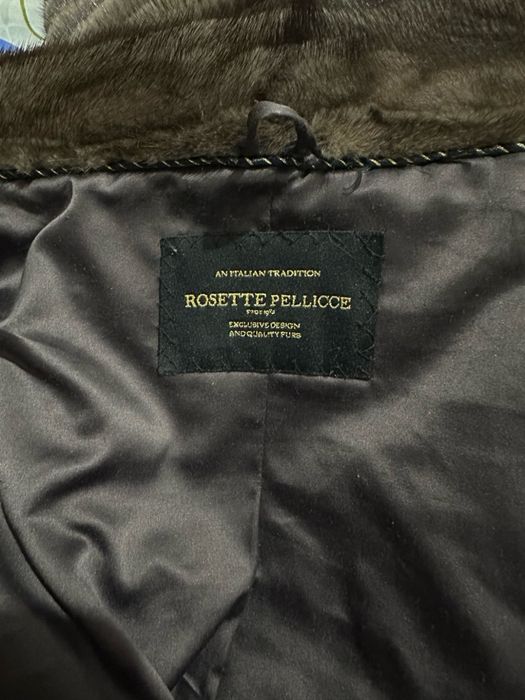 AN ITALIAN TRADITION
ROSETTE PELLICCE
EXCLUSIVE DESIGN
AND QUALITY FURS